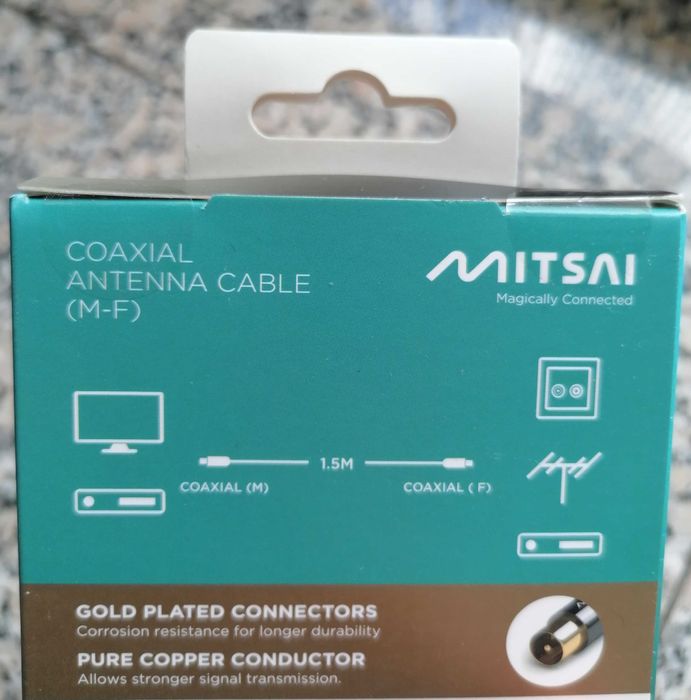 COAXIAL
ANTENNA CABLE
(M-F)
MITSAI
Magically Connected
1.5M
COAXIAL (M)
COAXIAL ( F)
GOLD PLATED CONNECTORS
Corrosion resistance for longer durability
PURE COPPER CONDUCTOR
Allows stronger signal transmission.